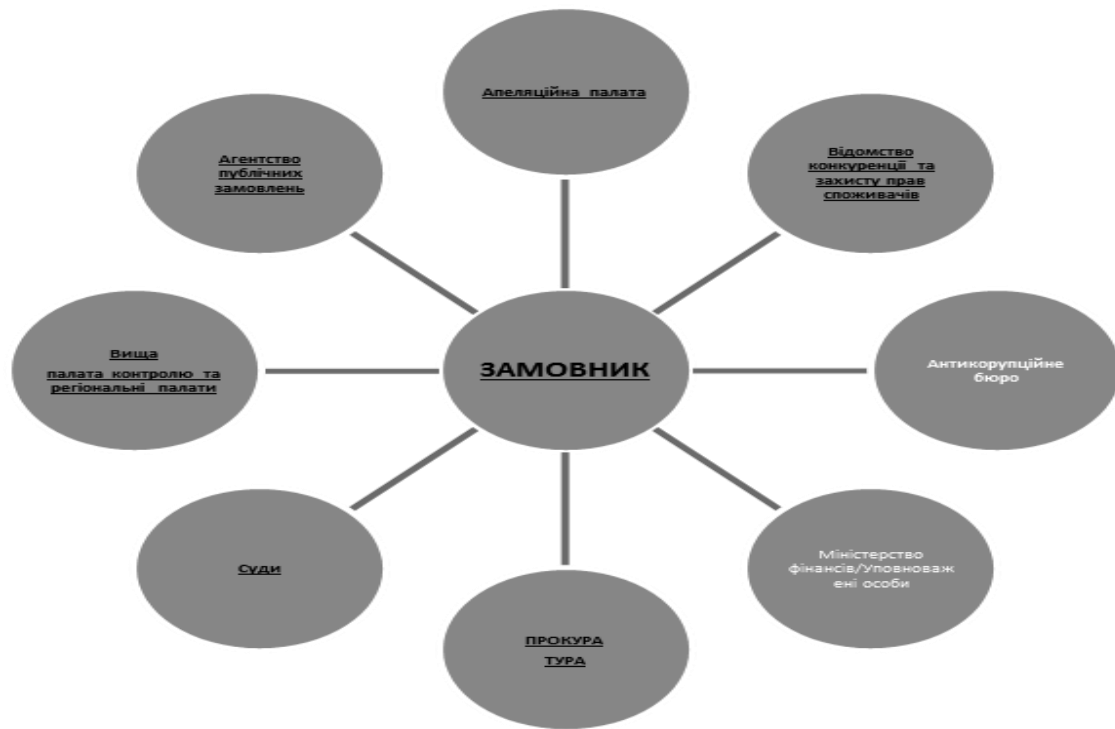 Апеляційна палата
Агентство
публічних
замовлень
Відомство
конкуренції та
захисту прав
споживачів
Вища
палата контролю та
регіональні палати
ЗАМОВНИК
Антикорупційне
бюро
Суди
Міністерство
фінансів/Уповноваж
ені особи
ПРОКУРА
ТУРА